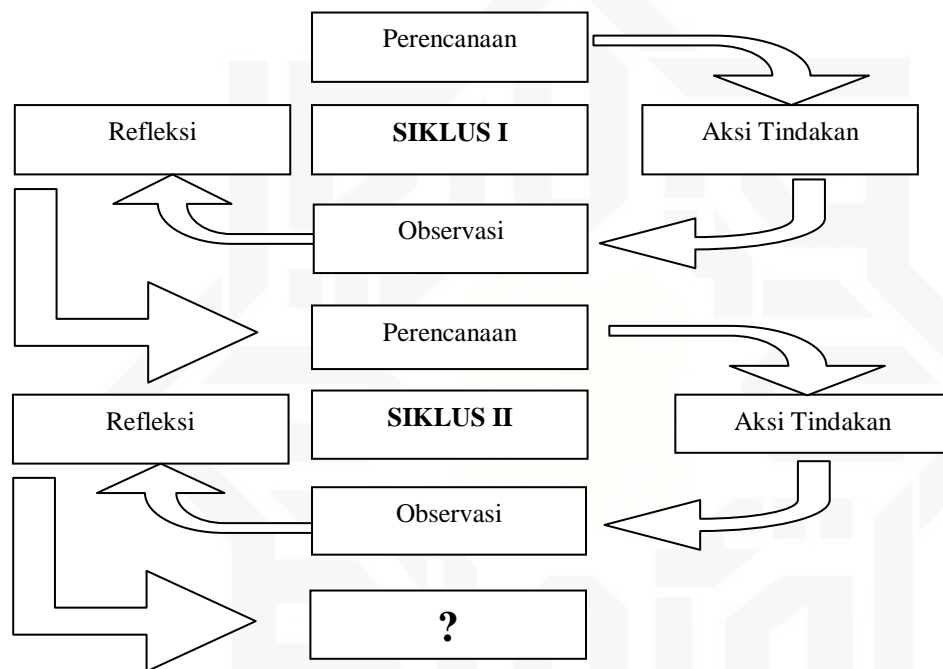 Perencanaan
Refleksi
SIKLUS I
Aksi Tindakan
Observasi
Perencanaan
Refleksi
SIKLUS II
Aksi Tindakan
Observasi
?